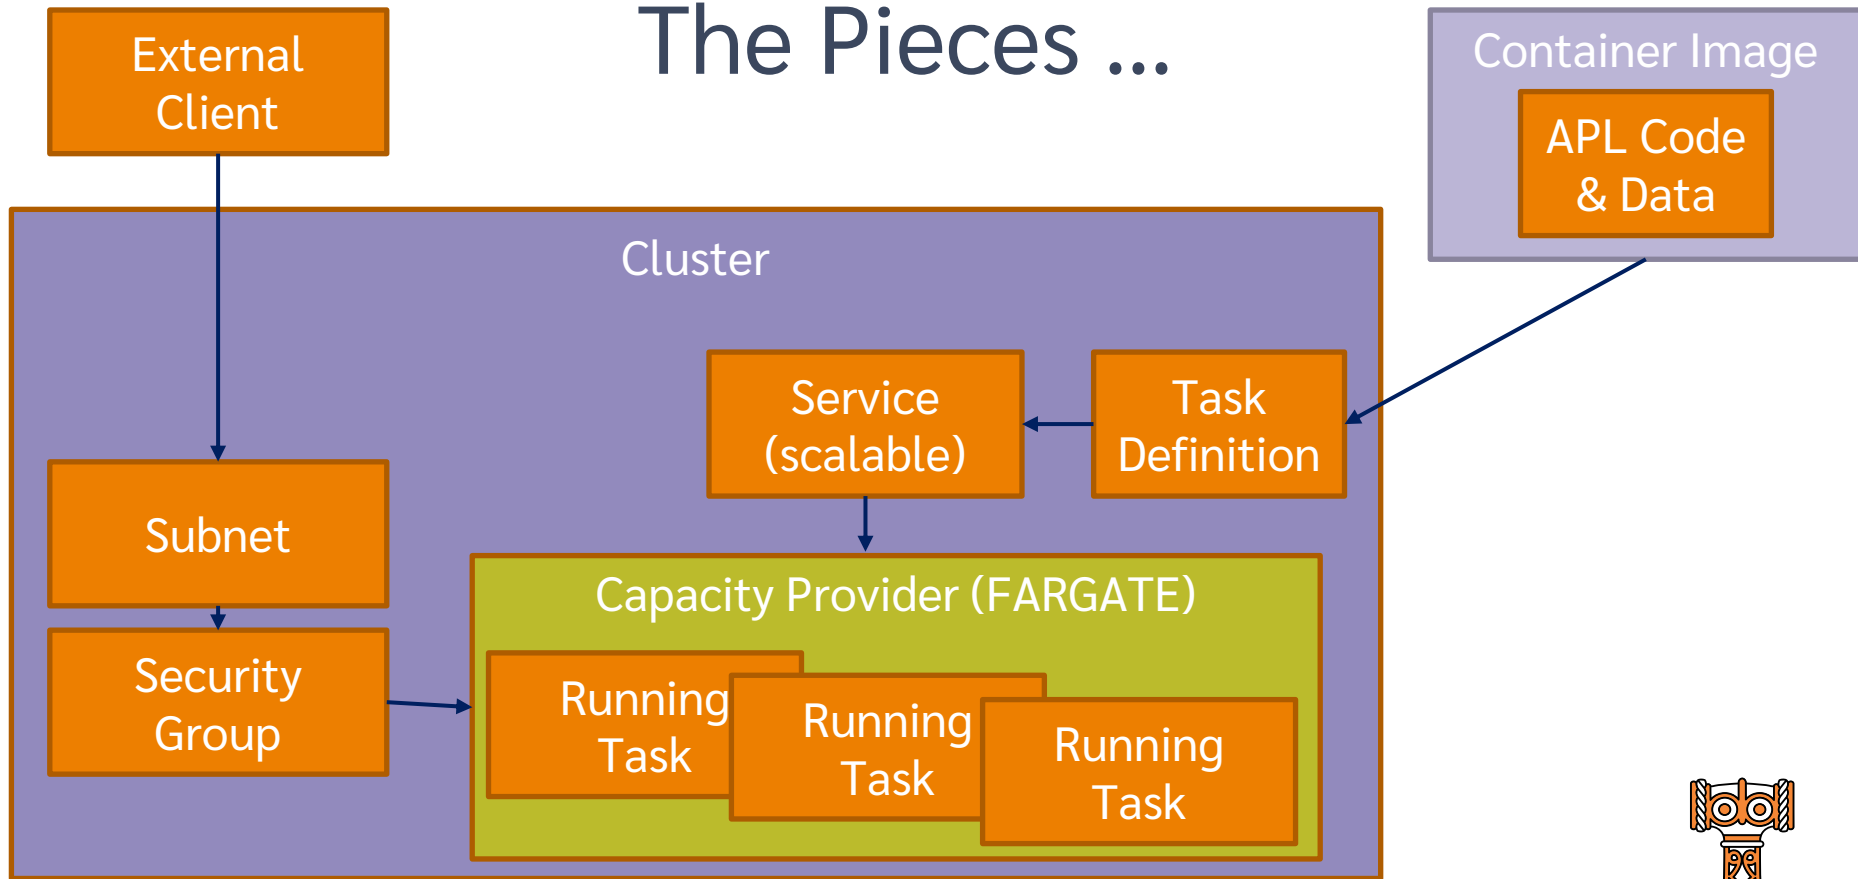 The Pieces ...
External
Client
Container Image
APL Code
& Data
Cluster
Service
(scalable)
Task
Definition
Subnet
Security
Group
Capacity Provider (FARGATE)
Running
Task
Running
Task
Running
Task